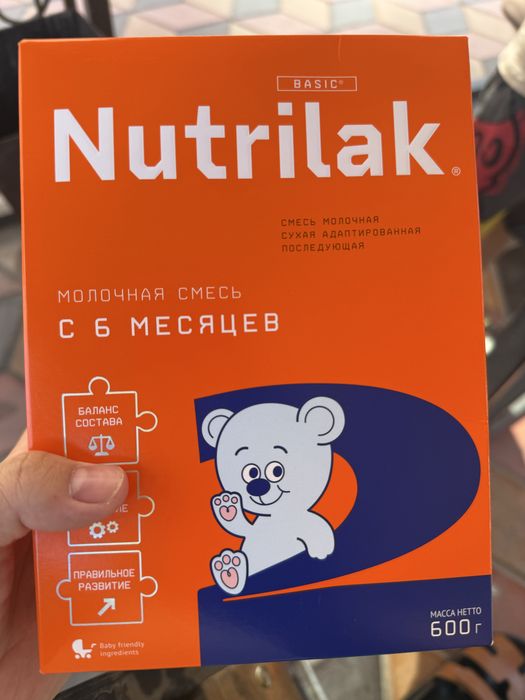 BASIC®
Nutrilak®
СМЕСЬ МОЛОЧНАЯ
СУХАЯ АДАПТИРОВАННАЯ
ПОСЛЕДУЮЩАЯ
МОЛОЧНАЯ СМЕСЬ
С 6 МЕСЯЦЕВ
БАЛАНС
СОСТАВА
ПРАВИЛЬНОЕ
РАЗВИТИЕ
2
Baby friendly
ingredients
МАССА НЕТТО
600 г